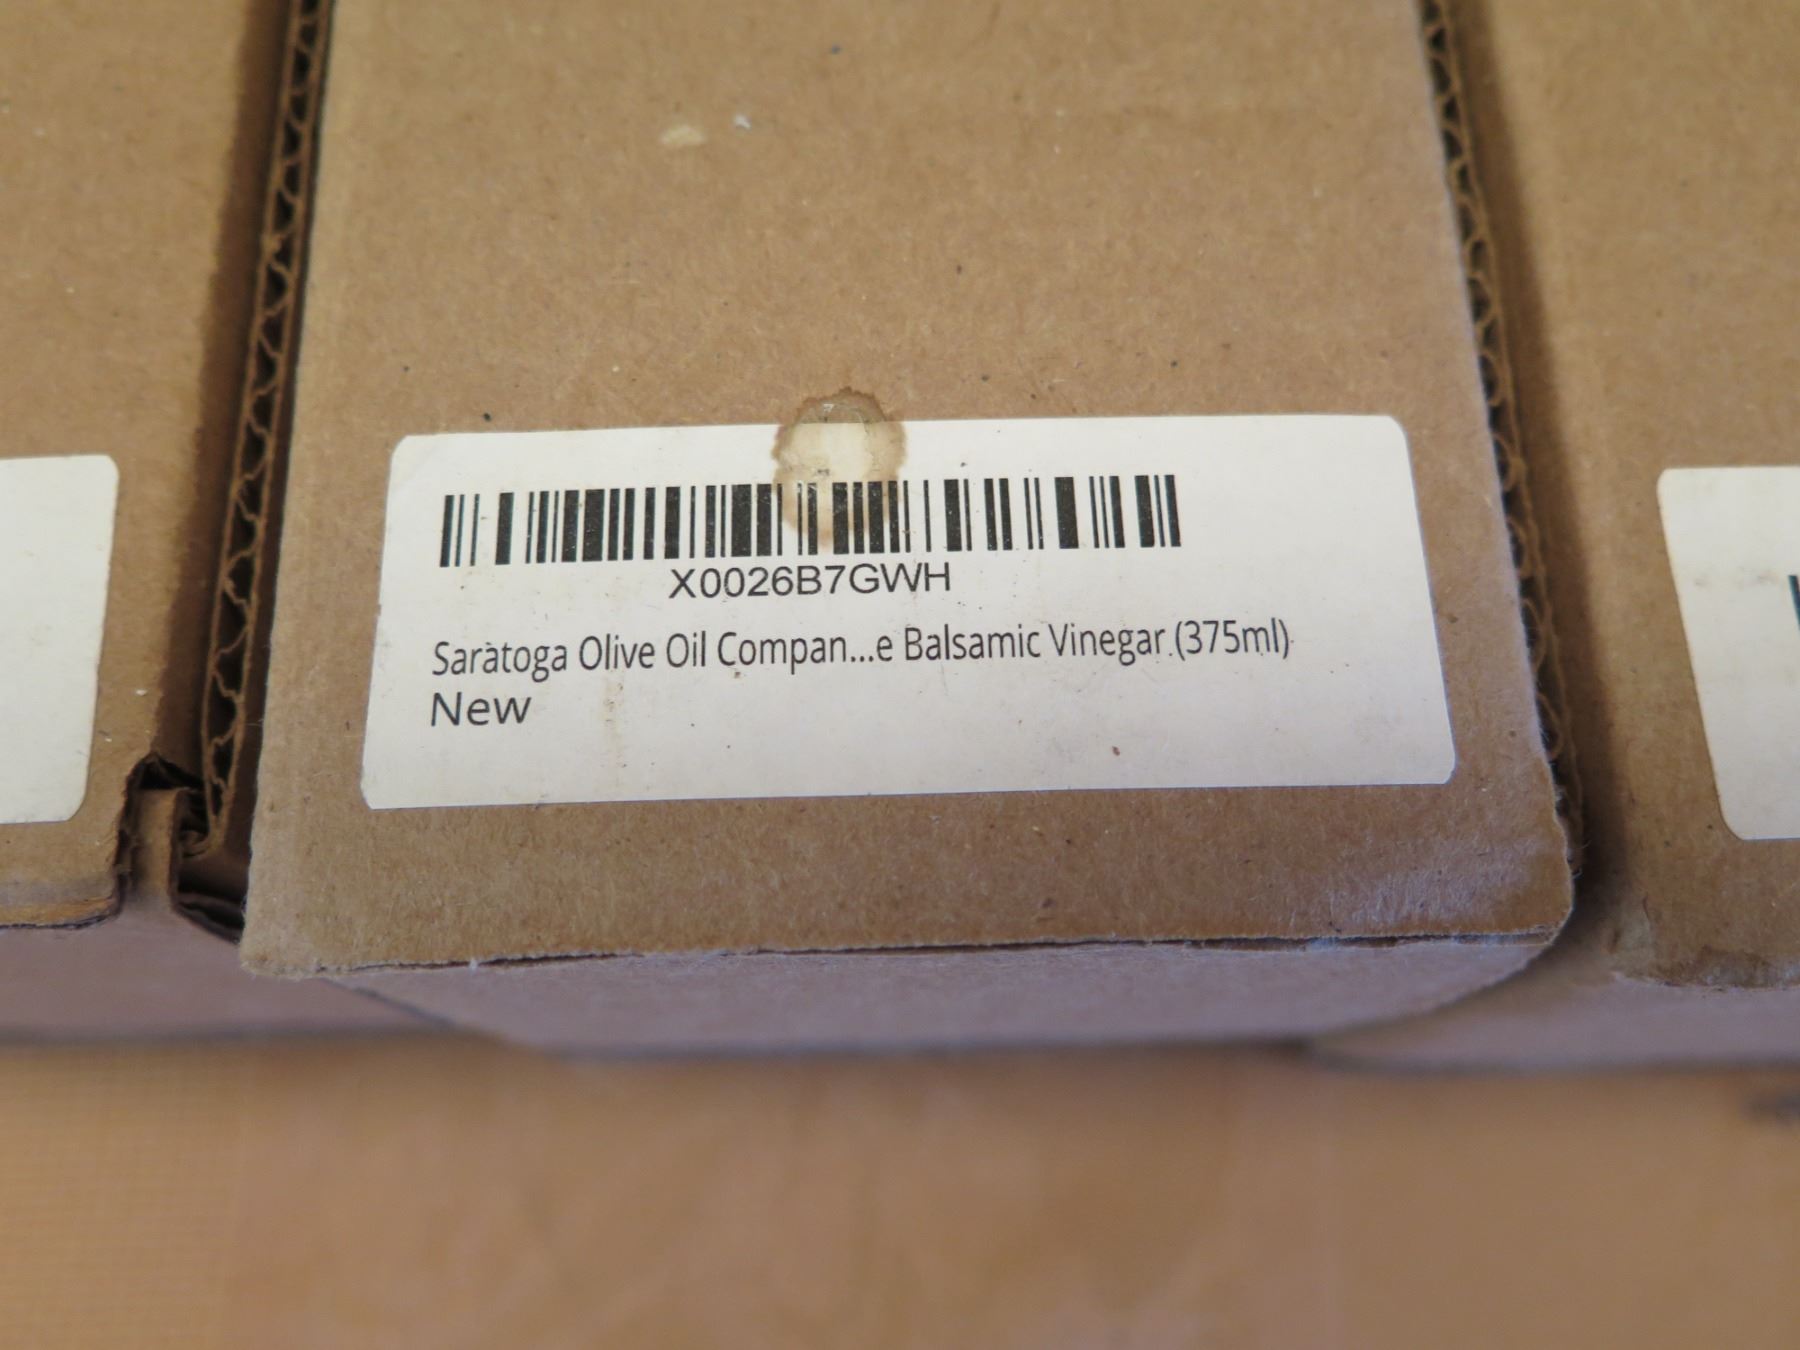 X0026B7GWH
Saratoga Olive Oil Compan...e Balsamic Vinegar (375ml)
New